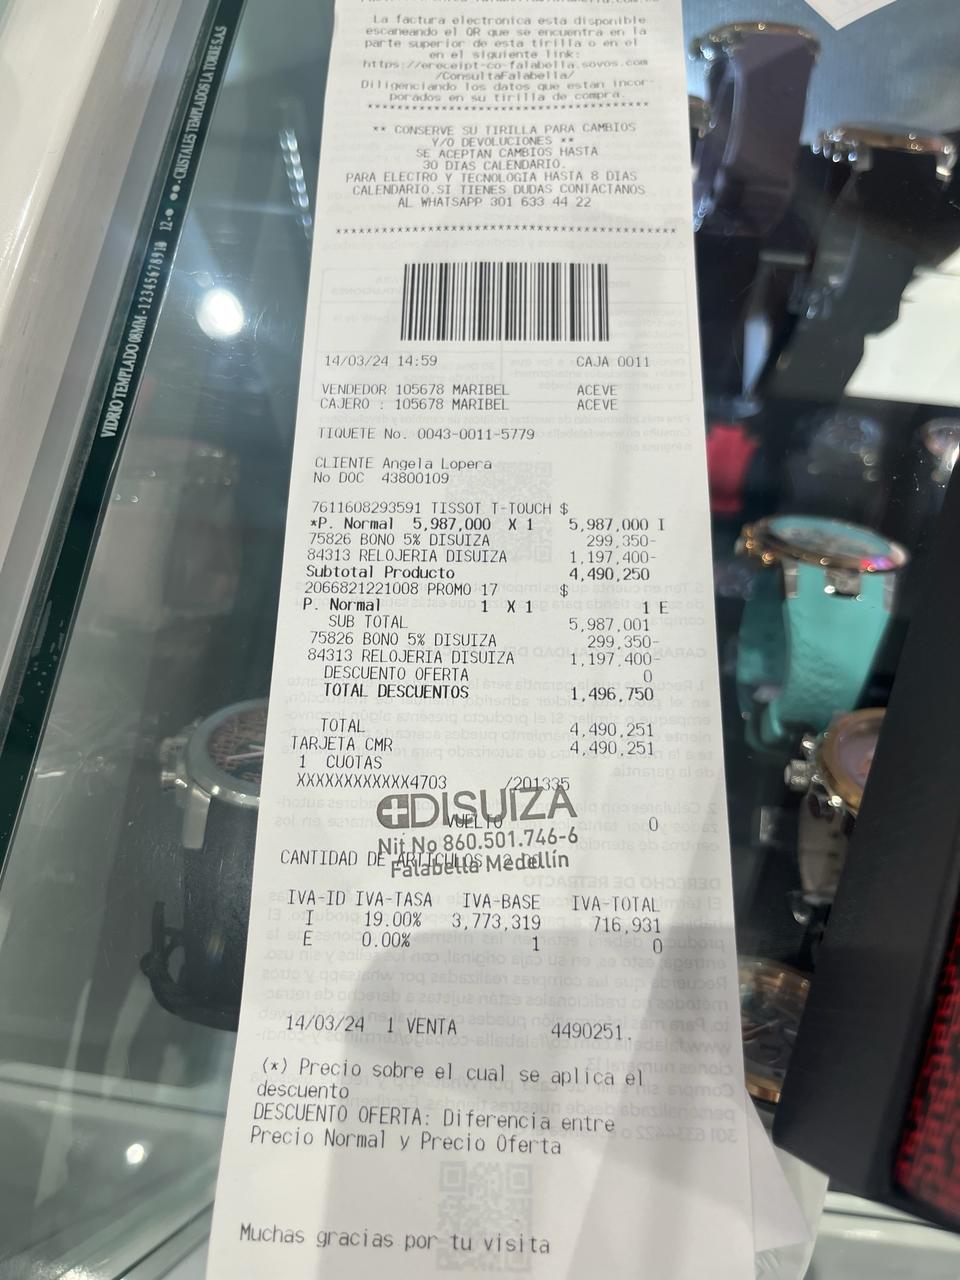 La factura electronica esta disponible
escaneando el QR que se encuentra en la
parte superior de esta tirilla o en el
en el siguiente link:
https://ereceipt-co-falabella.sovos.com
/ConsultaFalabella/
Diligenciando los datos que estan incor-
porados en su tirilla de compra.
****************************************
** CONSERVE SU TIRILLA PARA CAMBIOS
Y/O DEVOLUCIONES **
SE ACEPTAN CAMBIOS HASTA
30 DIAS CALENDARIO.
PARA ELECTRO Y TECNOLOGIA HASTA 8 DIAS
CALENDARIO.SI TIENES DUDAS CONTACTANOS
AL WHATSAPP 301 633 44 22
****************************************
14/03/24 14:59 CAJA 0011
VENDEDOR 105678 MARIBEL ACEVE
CAJERO : 105678 MARIBEL ACEVE
TIQUETE No. 0043-0011-5779
CLIENTE Angela Lopera
No DOC 43800109
7611608293591 TISSOT T-TOUCH $
*P. Normal 5,987,000 X 1 5,987,000 I
75826 BONO 5% DISUIZA 299,350-
84313 RELOJERIA DISUIZA 1,197,400-
Subtotal Producto 4,490,250
2066821221008 PROMO 17 $
P. Normal 1 X 1 1 E
SUB TOTAL 5,987,001
75826 BONO 5% DISUIZA 299,350-
84313 RELOJERIA DISUIZA 1,197,400-
DESCUENTO OFERTA 0
TOTAL DESCUENTOS 1,496,750
TOTAL 4,490,251
TARJETA CMR 4,490,251
1 CUOTAS
XXXXXXXXXXXX4703 /201335
DISUIZA
VUELTO 0
Nit No 860.501.746-6
CANTIDAD DE ARTICULOS 2
Falabella Medellín
IVA-ID IVA-TASA IVA-BASE IVA-TOTAL
I 19.00% 3,773,319 716,931
E 0.00% 1 0
14/03/24 1 VENTA 4490251.
(*) Precio sobre el cual se aplica el
descuento
DESCUENTO OFERTA: Diferencia entre
Precio Normal y Precio Oferta
Muchas gracias por tu visita
VIDRIO TEMPLADO 08MM -12345678910 12-● ●●. CRISTALES TEMPLADOS LA TORRE SAS